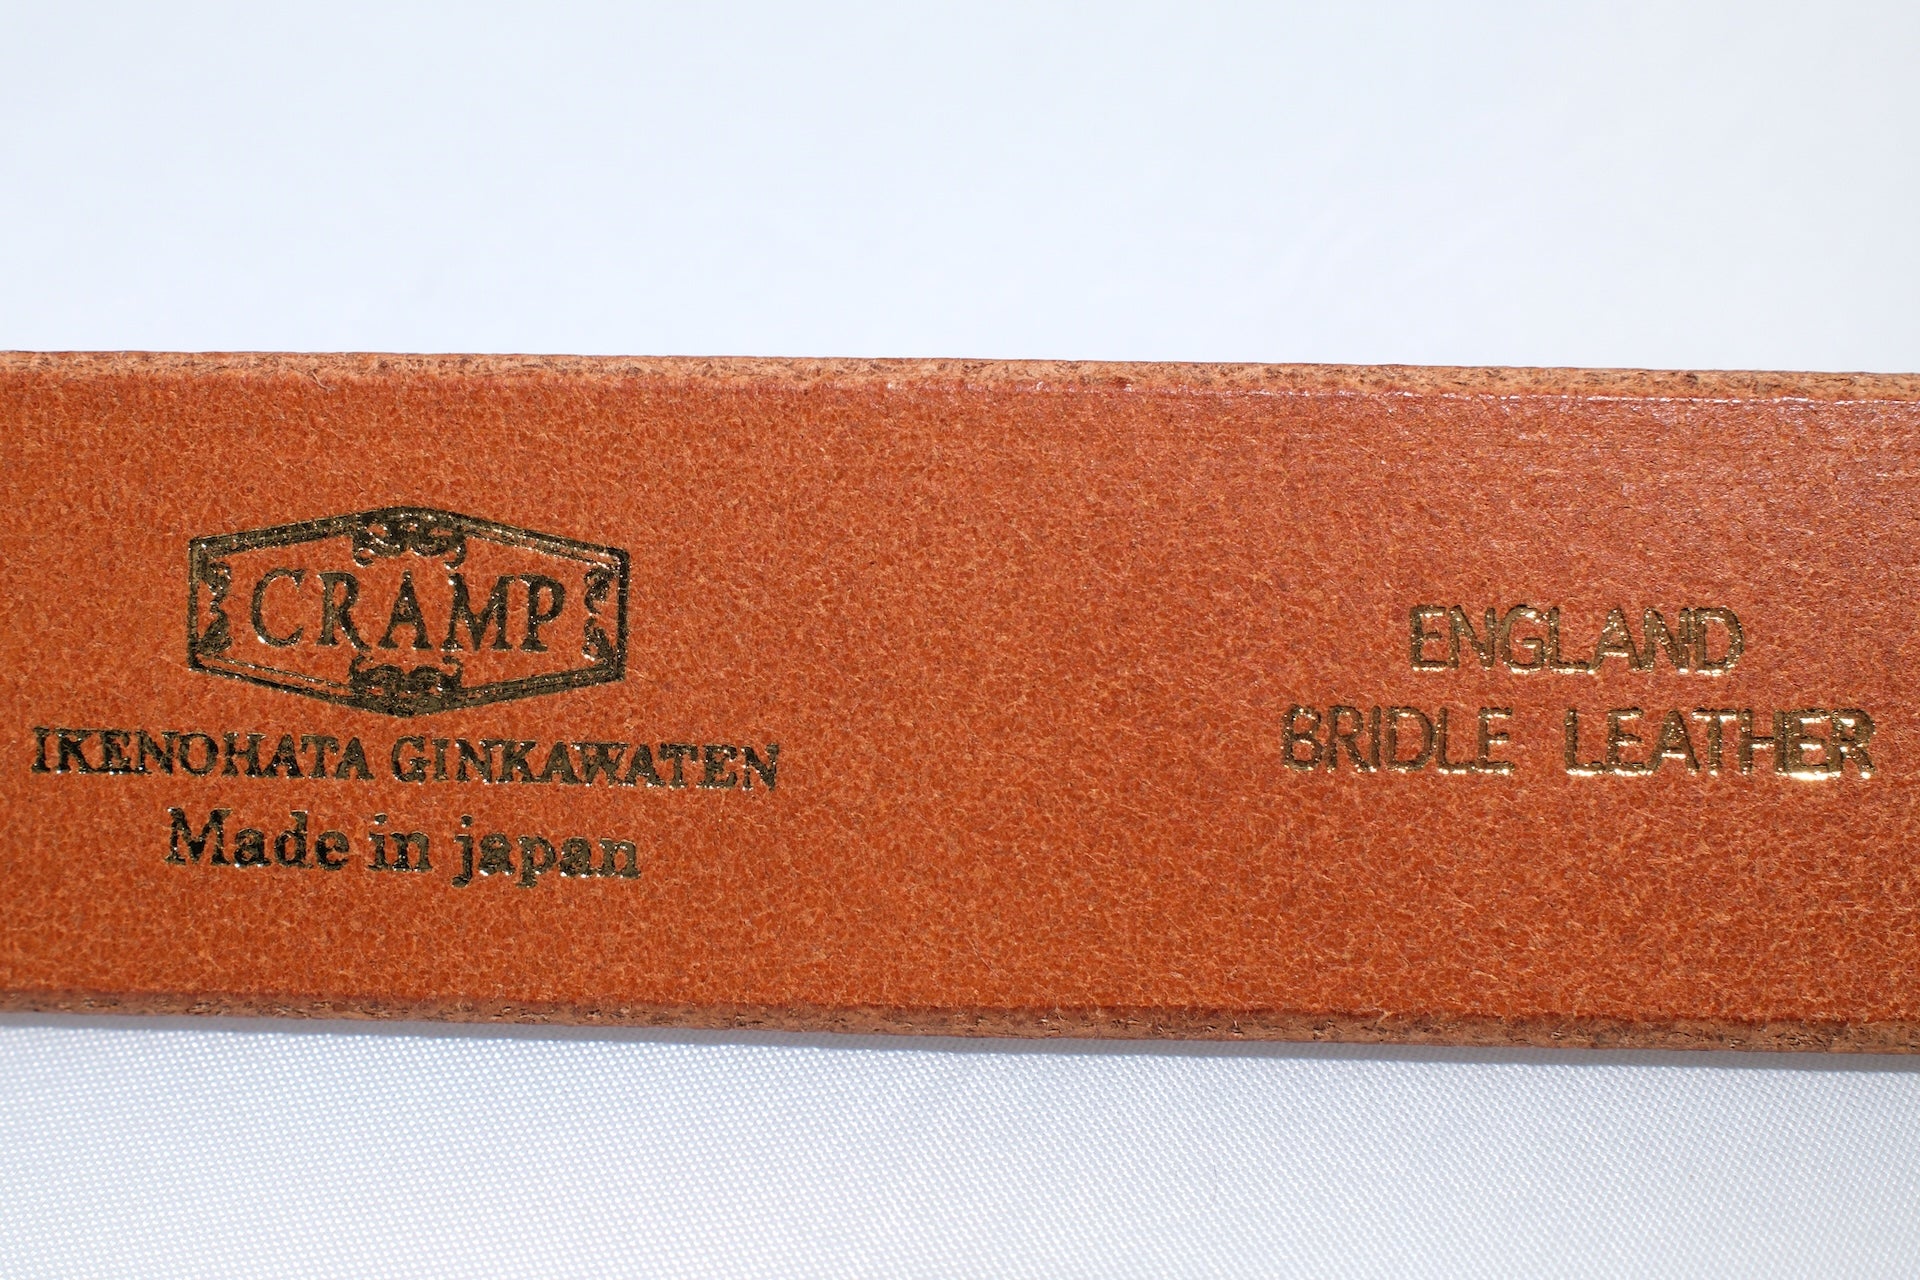 CRAMP
IKENOHATA GINKAWATEN
Made in japan
ENGLAND
BRIDLE LEATHER